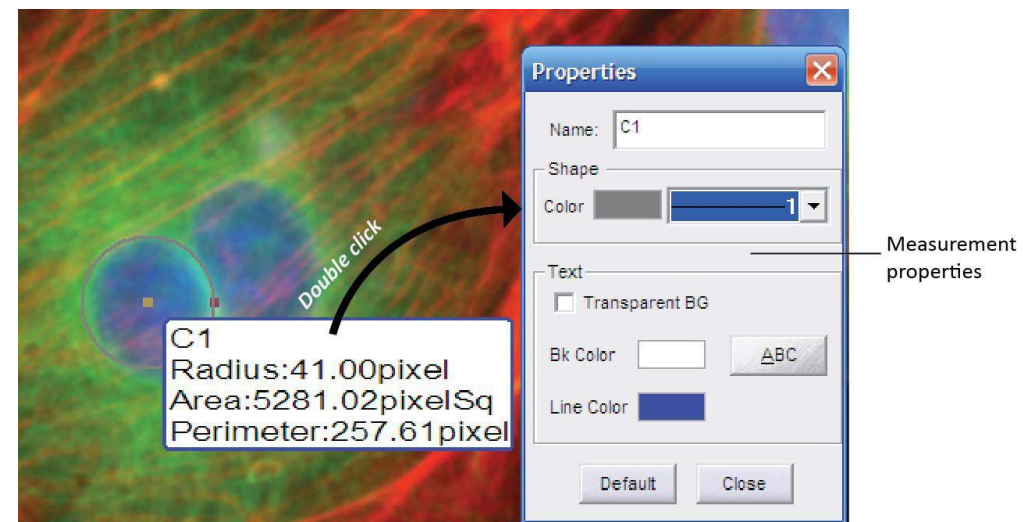 Properties
Name: C1
Shape
Color 1
Measurement
properties
Text
Transparent BG
Bk Color ABC
Line Color
Default Close
Double click
C1
Radius:41.00pixel
Area:5281.02pixelSq
Perimeter:257.61pixel